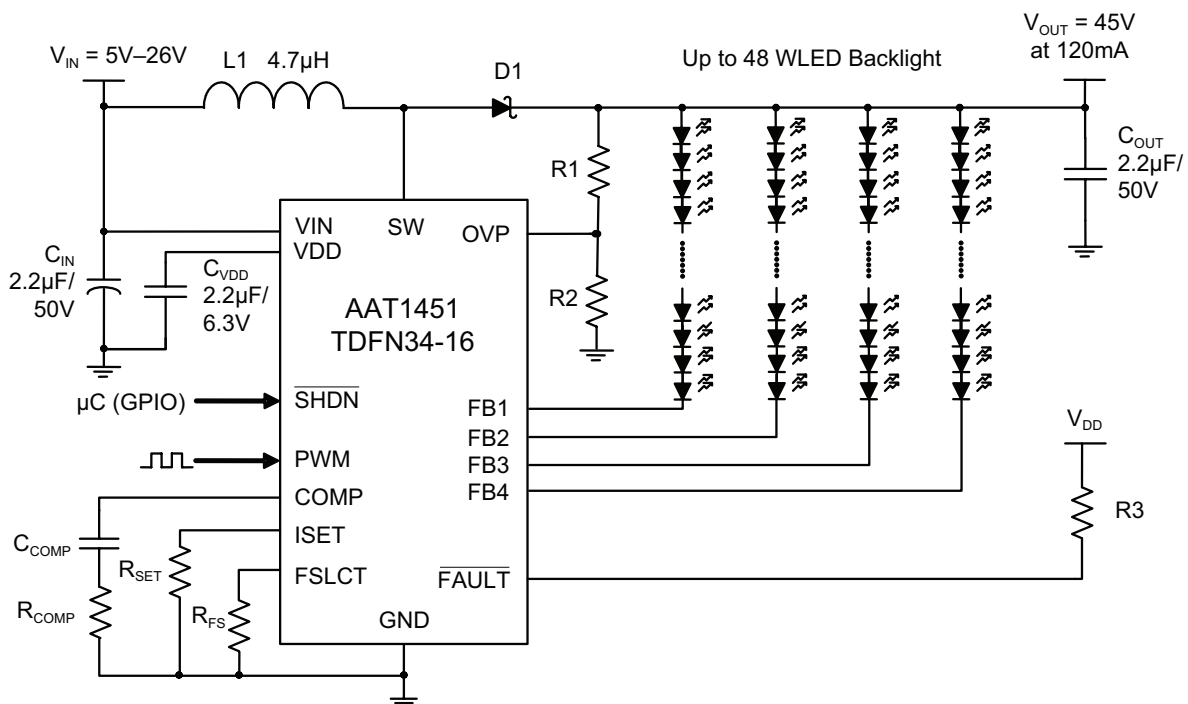 V_IN = 5V–26V
L1 4.7µH
D1
Up to 48 WLED Backlight
V_OUT = 45V
at 120mA
C_OUT
2.2µF/
50V
R1
R2
C_IN
2.2µF/
50V
C_VDD
2.2µF/
6.3V
VIN
VDD
SW
OVP
AAT1451
TDFN34-16
µC (GPIO)
SHDN
PWM
COMP
ISET
FSLCT
GND
FB1
FB2
FB3
FB4
FAULT
V_DD
R3
C_COMP
R_COMP
R_SET
R_FS